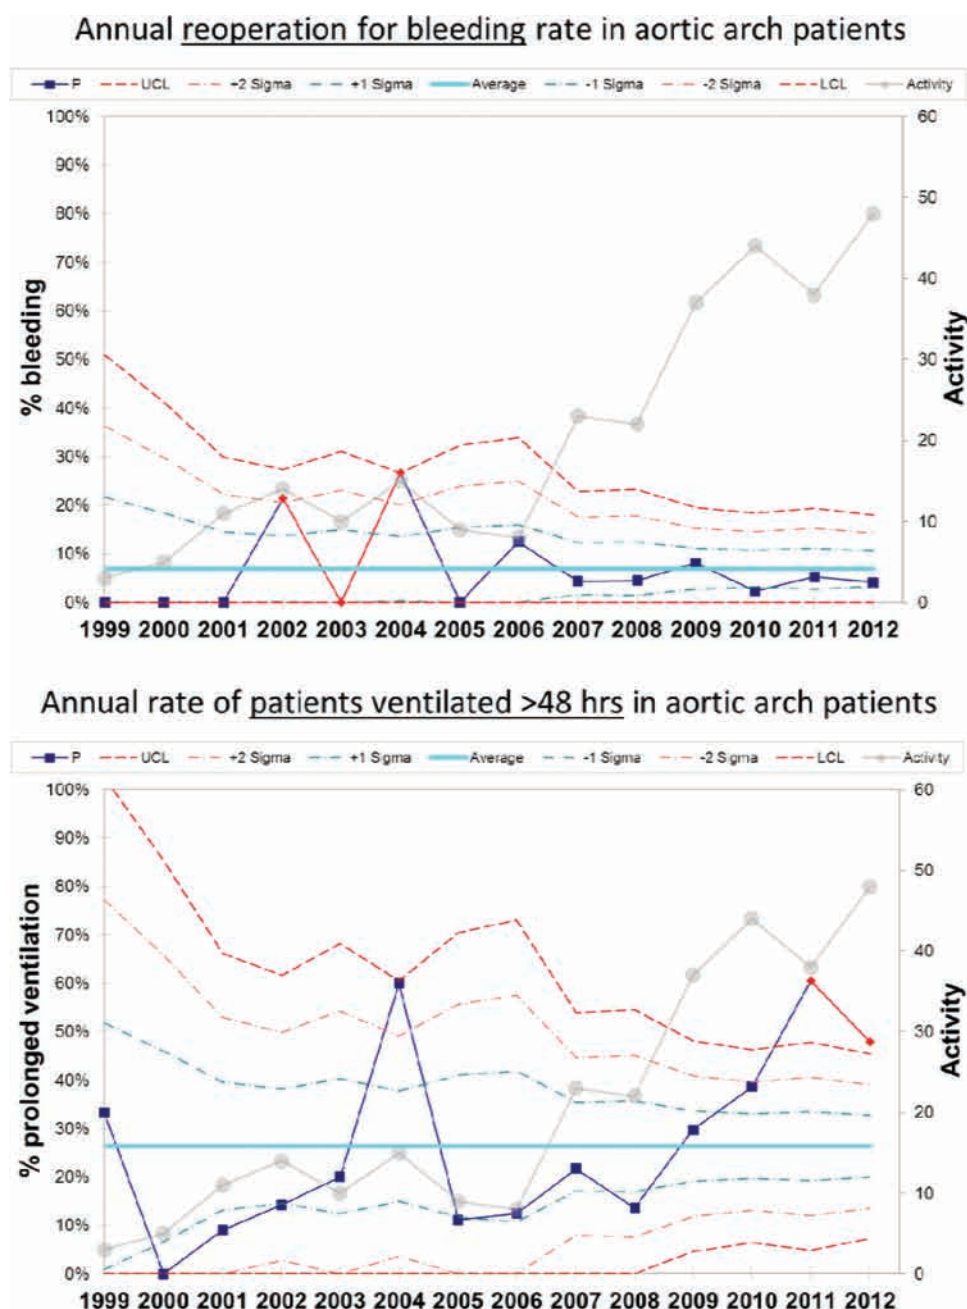 Annual reoperation for bleeding rate in aortic arch patients
P UCL +2 Sigma +1 Sigma Average -1 Sigma -2 Sigma LCL Activity
100% 60
90%
80% 50
70% 40
60%
50% 30
40% 20
30%
20% 10
10%
0% 0
% bleeding
Activity
1999 2000 2001 2002 2003 2004 2005 2006 2007 2008 2009 2010 2011 2012
Annual rate of patients ventilated >48 hrs in aortic arch patients
P UCL +2 Sigma +1 Sigma Average -1 Sigma -2 Sigma LCL Activity
100% 60
90%
80% 50
70% 40
60%
50% 30
40% 20
30%
20% 10
10%
0% 0
% prolonged ventilation
Activity
1999 2000 2001 2002 2003 2004 2005 2006 2007 2008 2009 2010 2011 2012